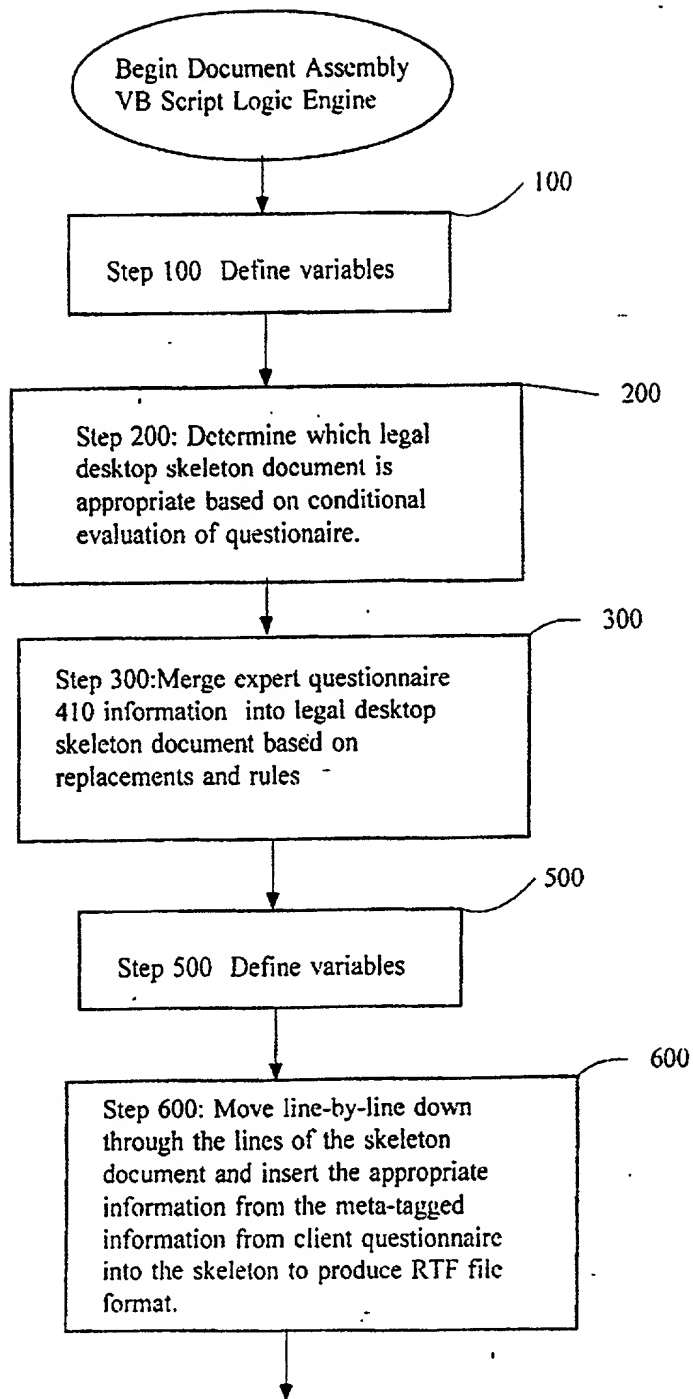 Begin Document Assembly
VB Script Logic Engine
100
Step 100 Define variables
200
Step 200: Determine which legal
desktop skeleton document is
appropriate based on conditional
evaluation of questionaire.
300
Step 300:Merge expert questionnaire
410 information into legal desktop
skeleton document based on
replacements and rules
500
Step 500 Define variables
600
Step 600: Move line-by-line down
through the lines of the skeleton
document and insert the appropriate
information from the meta-tagged
information from client questionnaire
into the skeleton to produce RTF file
format.